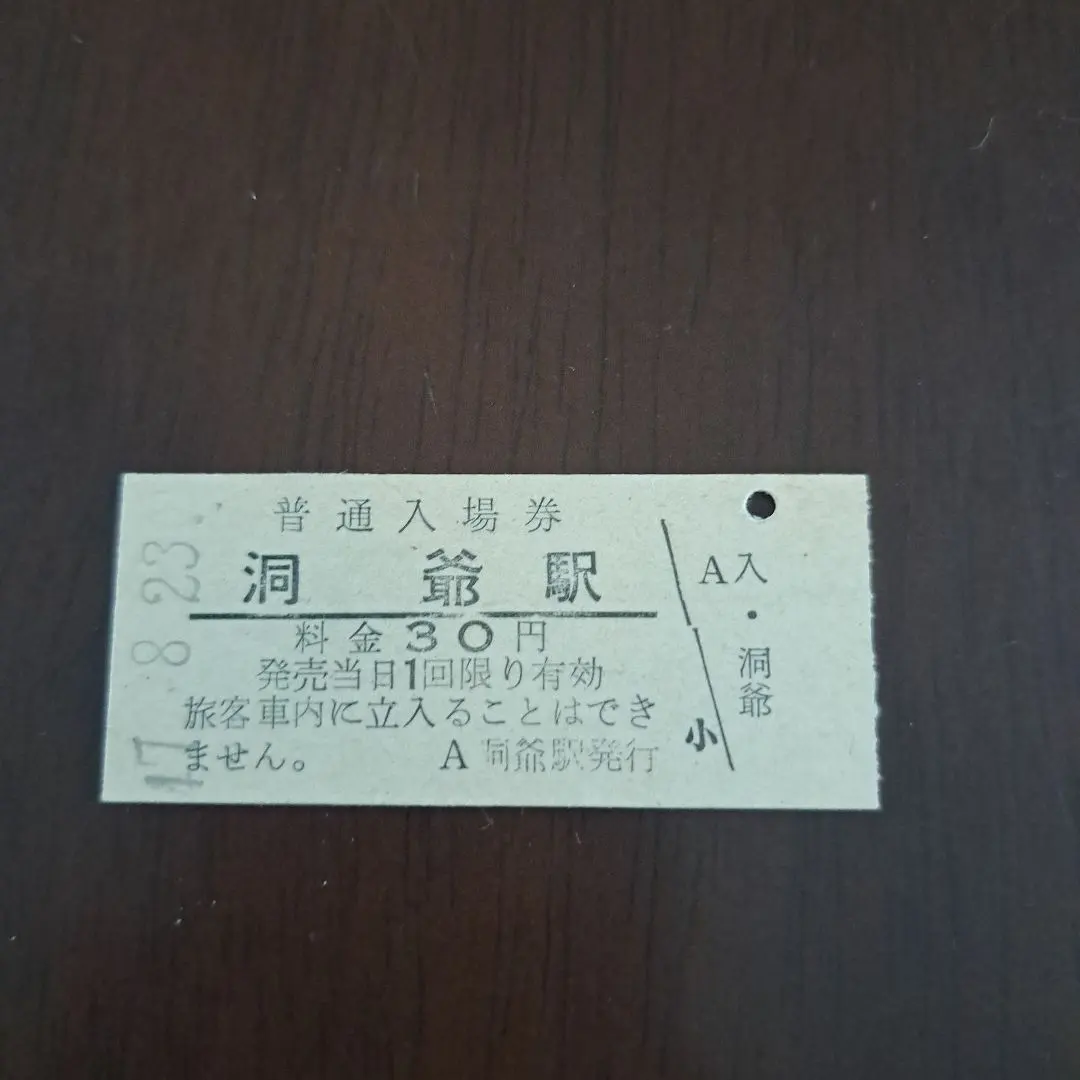 普通入場券
洞爺駅
料金30円
発売当日1回限り有効
旅客車内に立入ることはでき
ません。 A 洞爺駅発行
47 8 23
小
A入・洞爺